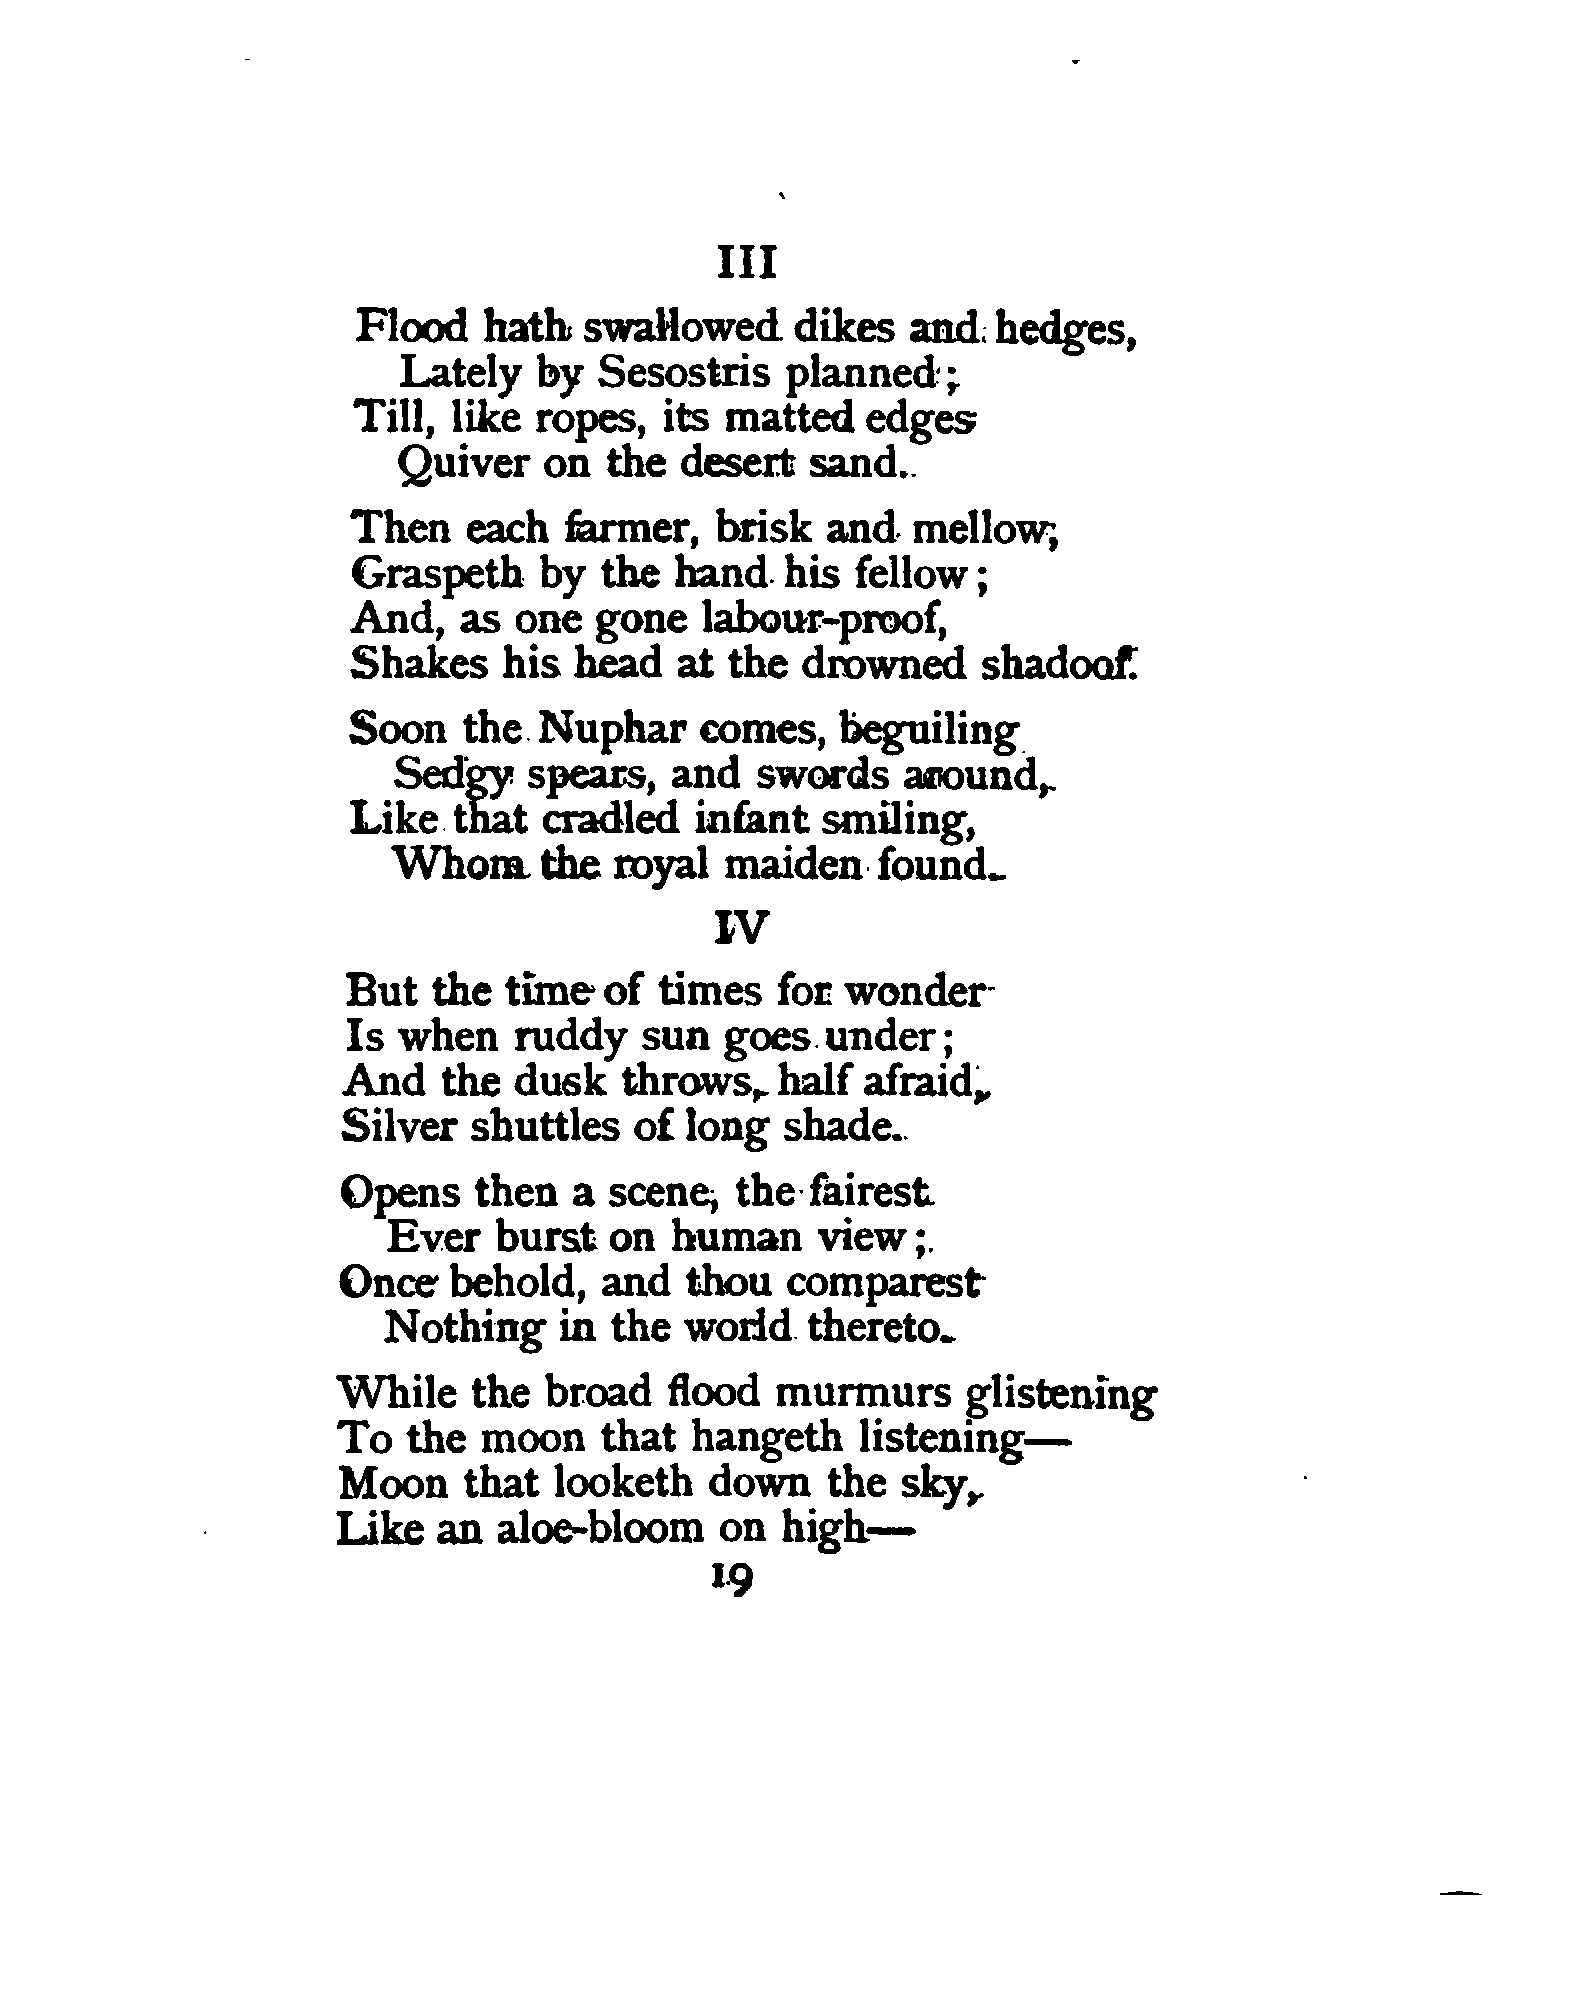 III
Flood hath swallowed dikes and hedges,
Lately by Sesostris planned;
Till, like ropes, its matted edges
Quiver on the desert sand.
Then each farmer, brisk and mellow,
Graspeth by the hand his fellow;
And, as one gone labour-proof,
Shakes his head at the drowned shadoof.
Soon the Nuphar comes, beguiling
Sedgy spears, and swords around,
Like that cradled infant smiling,
Whom the royal maiden found.
IV
But the time of times for wonder
Is when ruddy sun goes under;
And the dusk throws, half afraid,
Silver shuttles of long shade.
Opens then a scene, the fairest
Ever burst on human view;
Once behold, and thou comparest
Nothing in the world thereto.
While the broad flood murmurs glistening
To the moon that hangeth listening—
Moon that looketh down the sky,
Like an aloe-bloom on high—
19